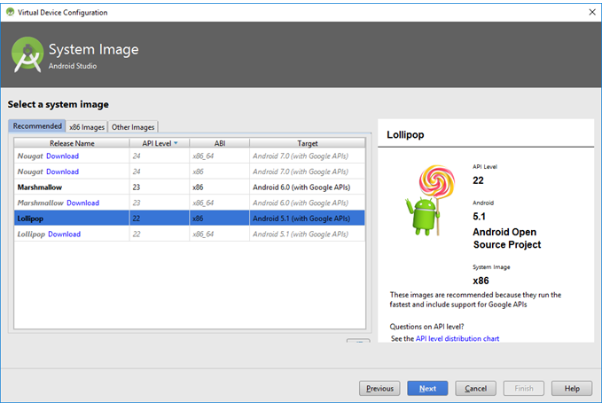 Virtual Device Configuration
System Image
Android Studio
Select a system image
Recommended x86 Images Other Images
Release Name API Level ABI Target
Nougat Download 24 x86_64 Android 7.0 (with Google APIs)
Nougat Download 24 x86 Android 7.0 (with Google APIs)
Marshmallow 23 x86 Android 6.0 (with Google APIs)
Marshmallow Download 23 x86_64 Android 6.0 (with Google APIs)
Lollipop 22 x86 Android 5.1 (with Google APIs)
Lollipop Download 22 x86_64 Android 5.1 (with Google APIs)
Lollipop
API Level
22
Android
5.1
Android Open
Source Project
System Image
x86
These images are recommended because they run the
fastest and include support for Google APIs
Questions on API level?
See the API level distribution chart
Previous Next Cancel Finish Help